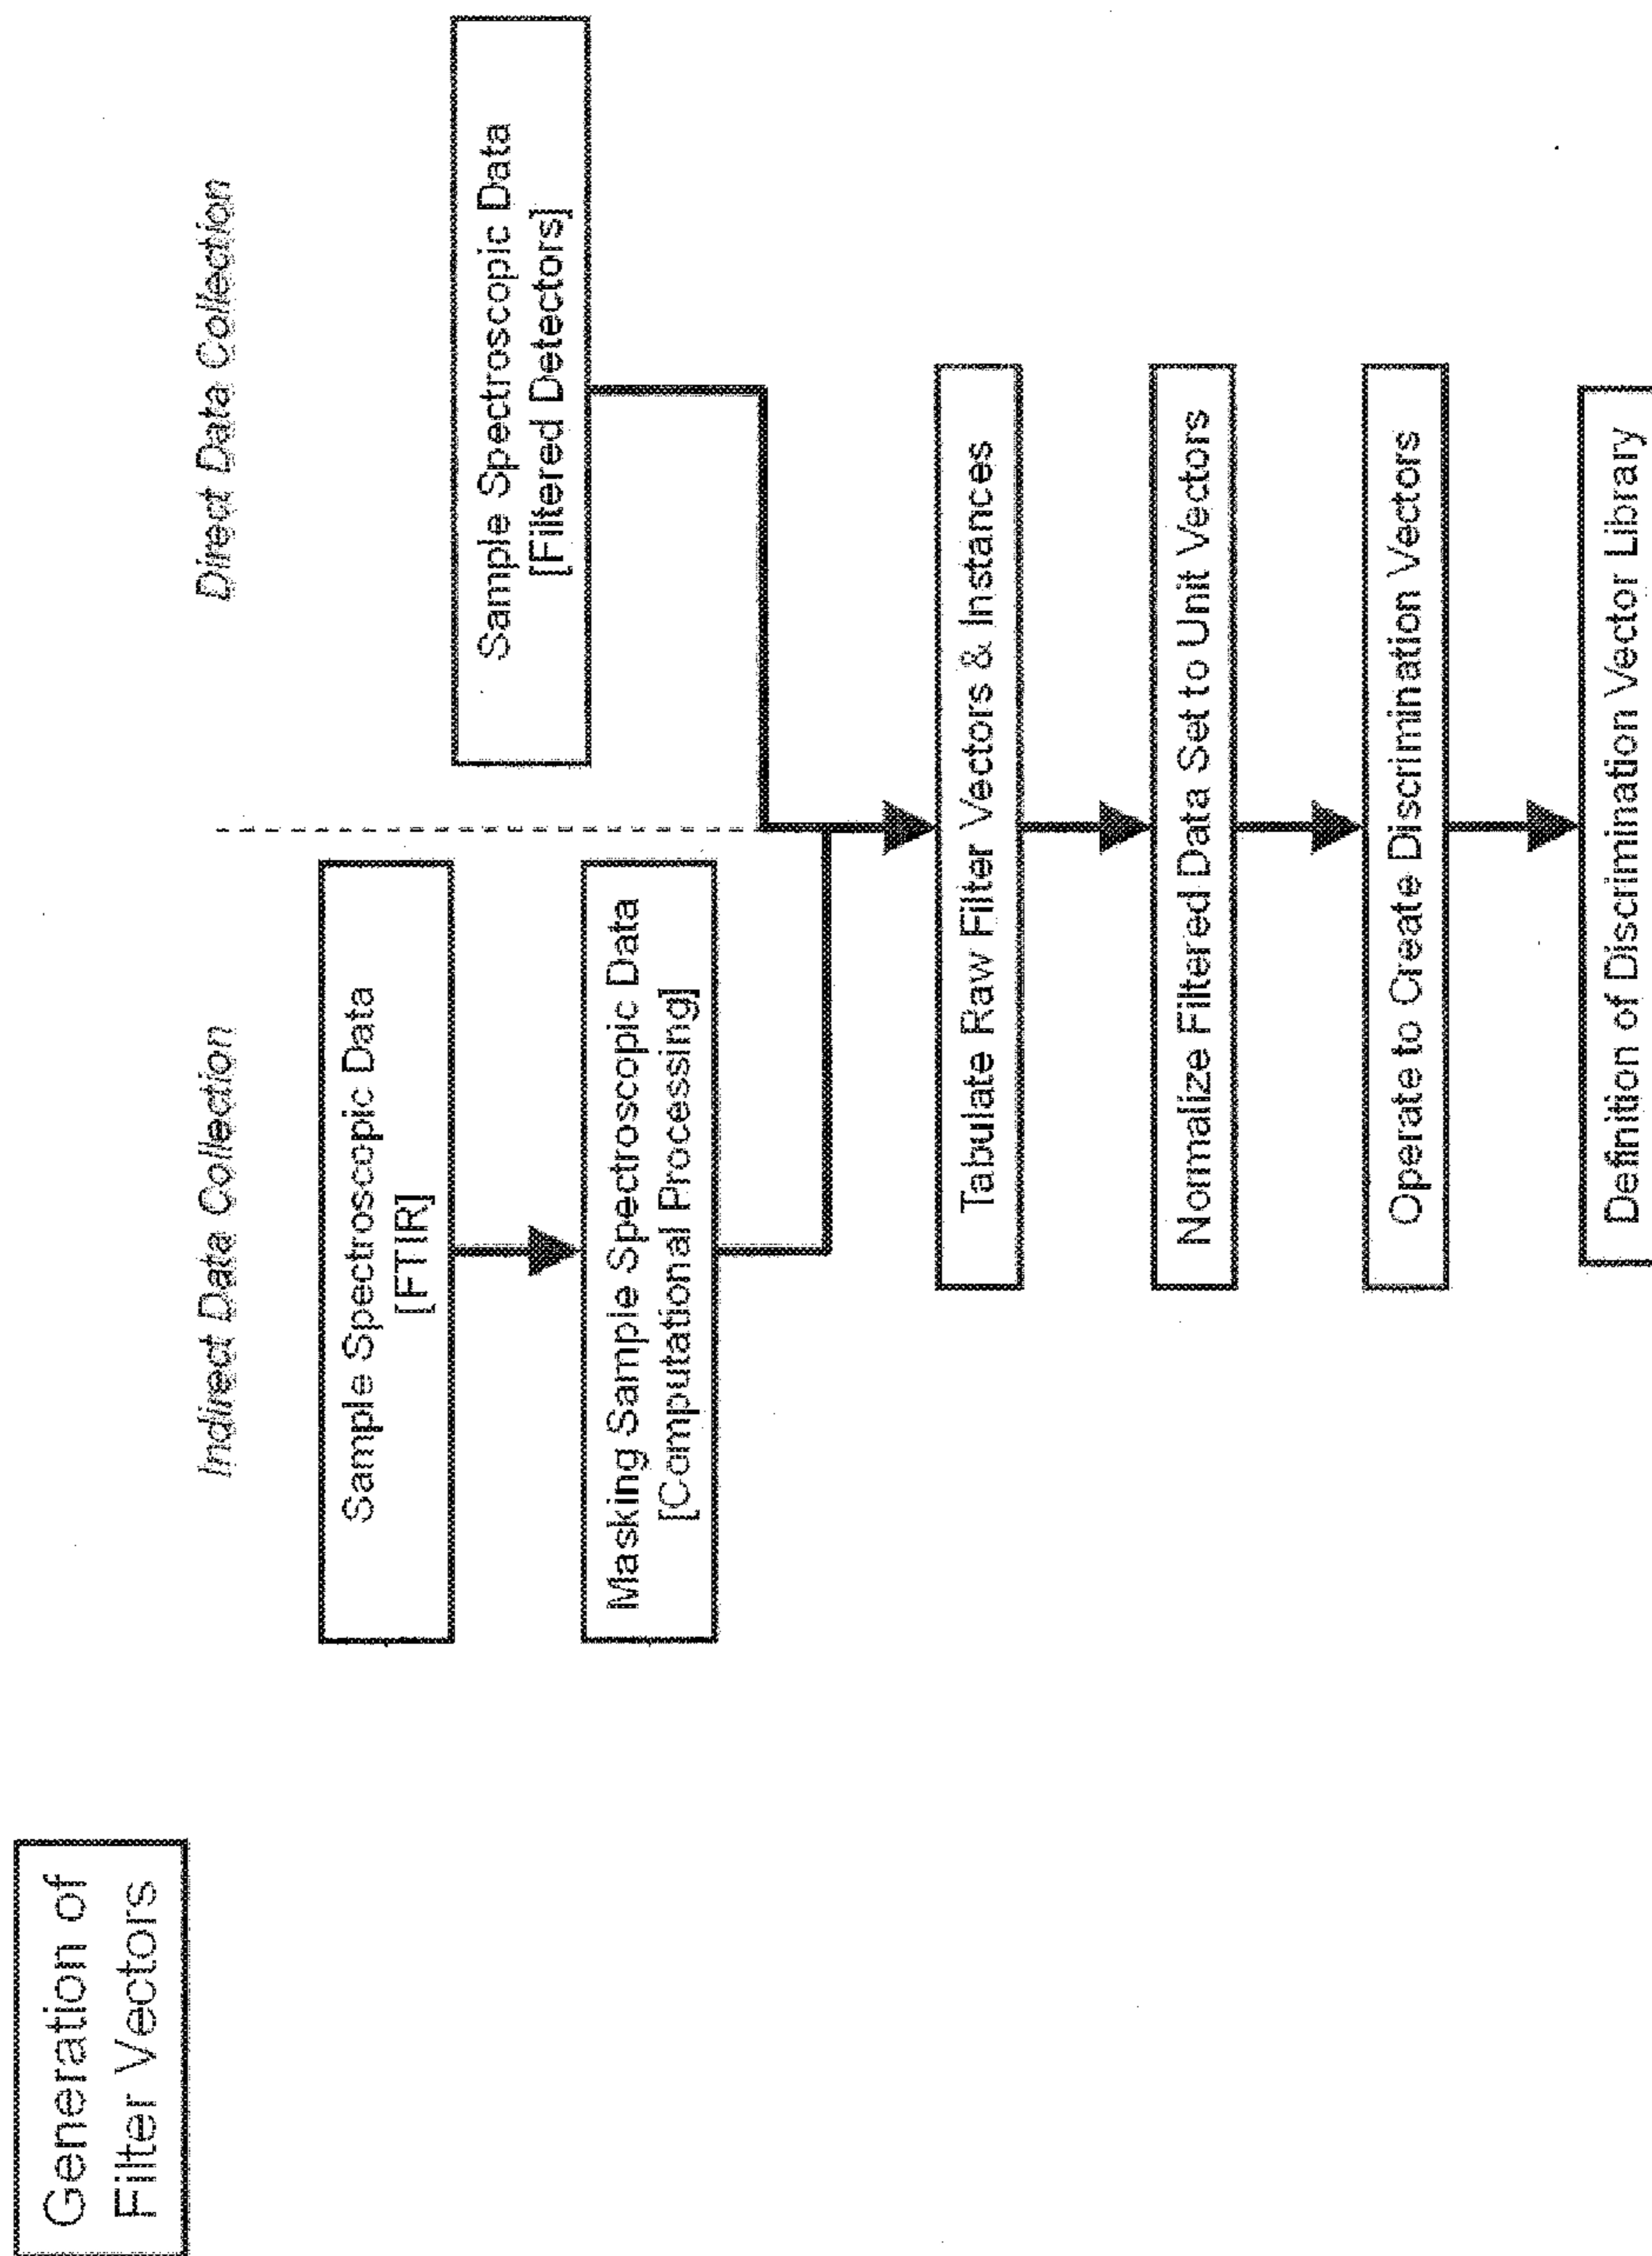 Generation of
Filter Vectors
Indirect Data Collection
Direct Data Collection
Sample Spectroscopic Data
[FTIR]
Sample Spectroscopic Data
[Filtered Detectors]
Masking Sample Spectroscopic Data
[Computational Processing]
Tabulate Raw Filter Vectors & Instances
Normalize Filtered Data Set to Unit Vectors
Operate to Create Discrimination Vectors
Definition of Discrimination Vector Library